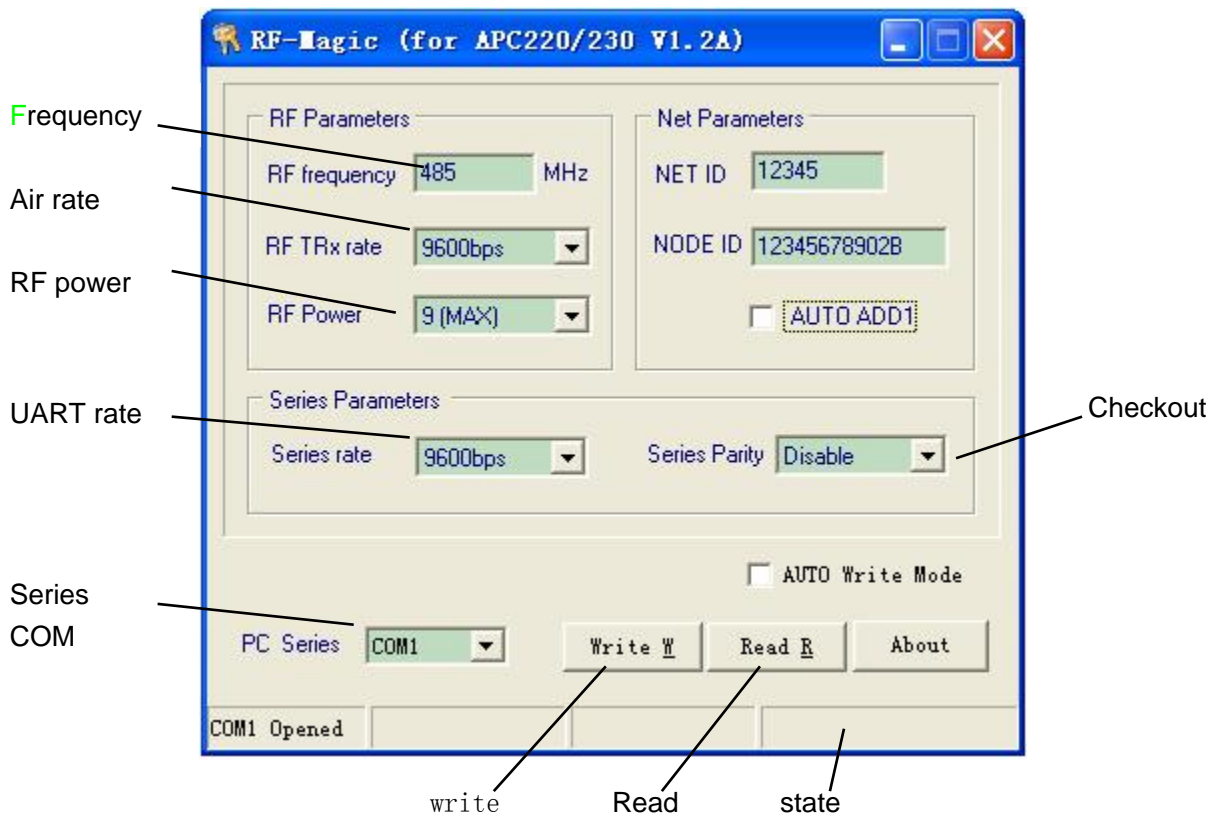 RF-Magic (for APC220/230 V1.2A)
Frequency
RF Parameters
Net Parameters
RF frequency 485 MHz
NET ID 12345
Air rate
RF TRx rate 9600bps
NODE ID 12345678902B
RF power
RF Power 9 (MAX)
AUTO ADD1
Series Parameters
UART rate
Checkout
Series rate 9600bps
Series Parity Disable
AUTO Write Mode
Series
COM
PC Series COM1
Write W
Read R
About
COM1 Opened
write
Read
state